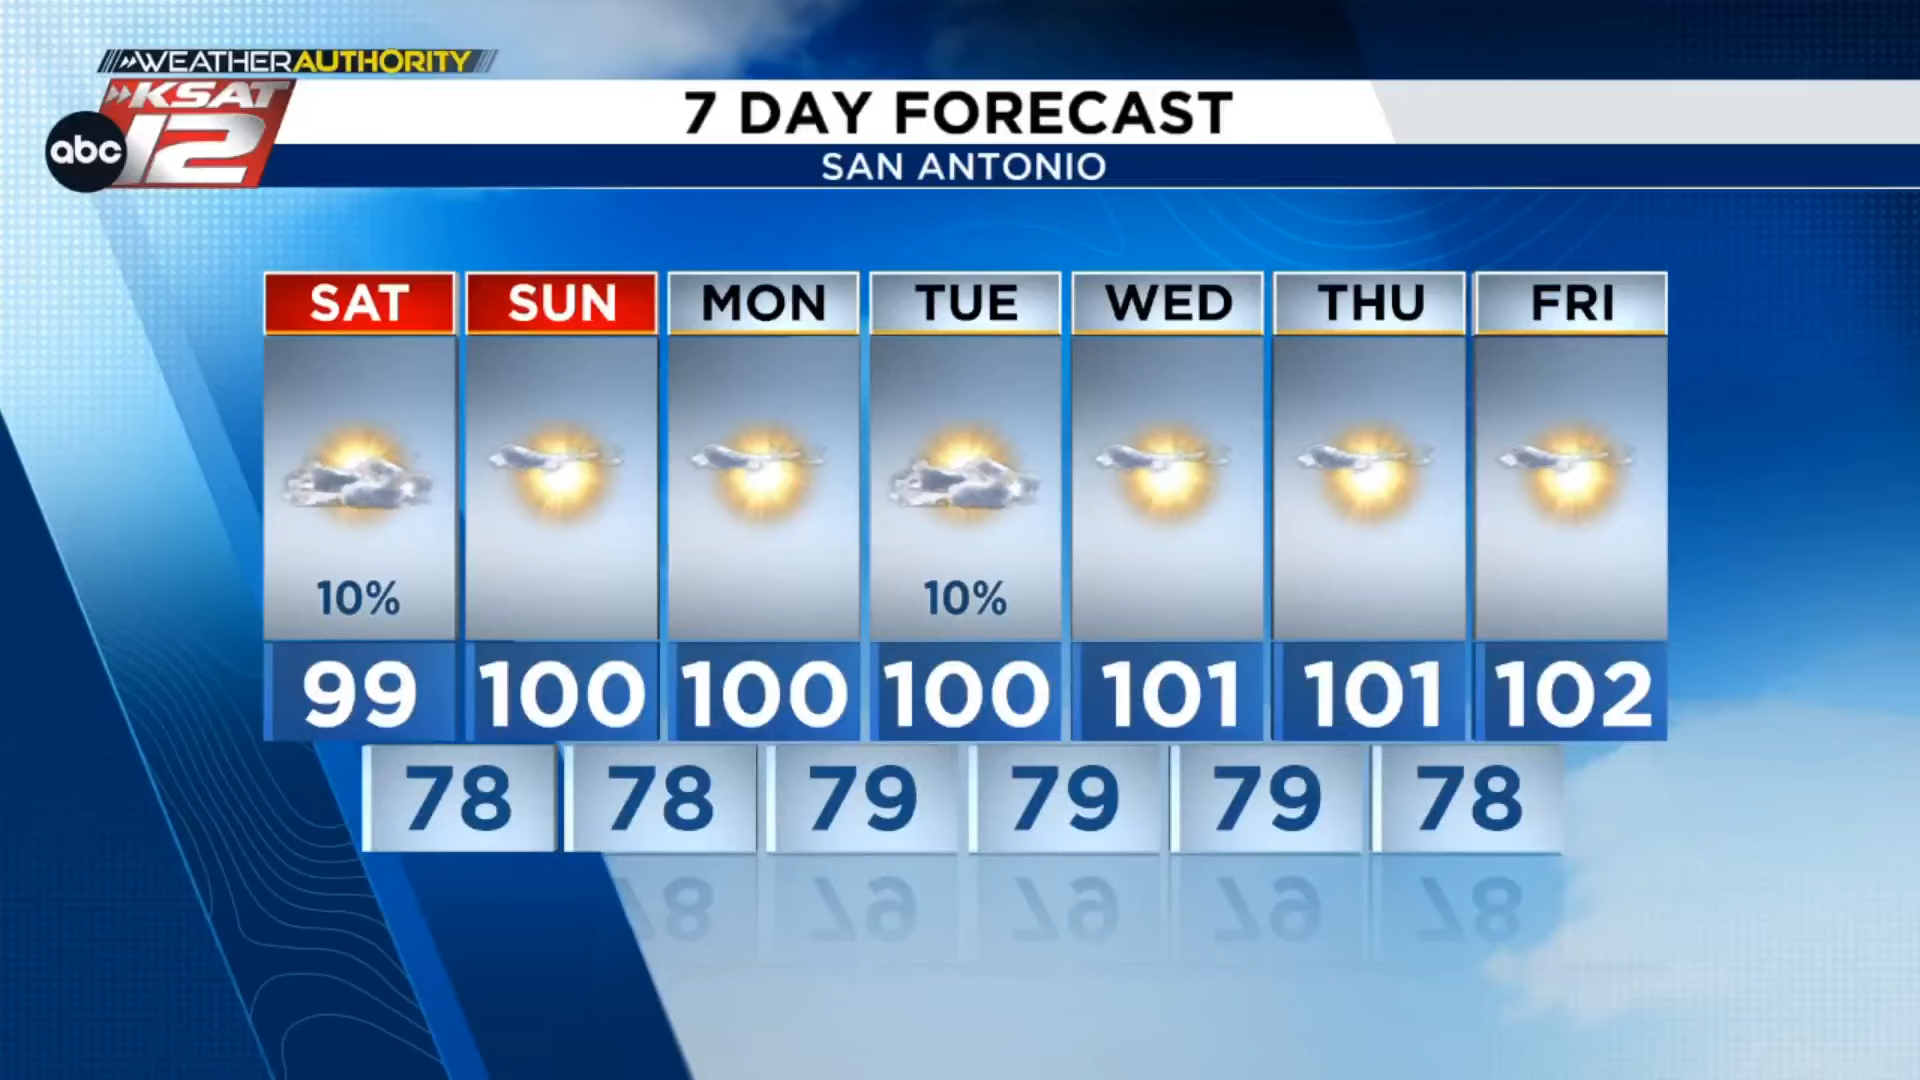 WEATHERAUTHORITY
KSAT
abc 12
7 DAY FORECAST
SAN ANTONIO
SAT SUN MON TUE WED THU FRI
10% 10%
99 100 100 100 101 101 102
78 78 79 79 79 78